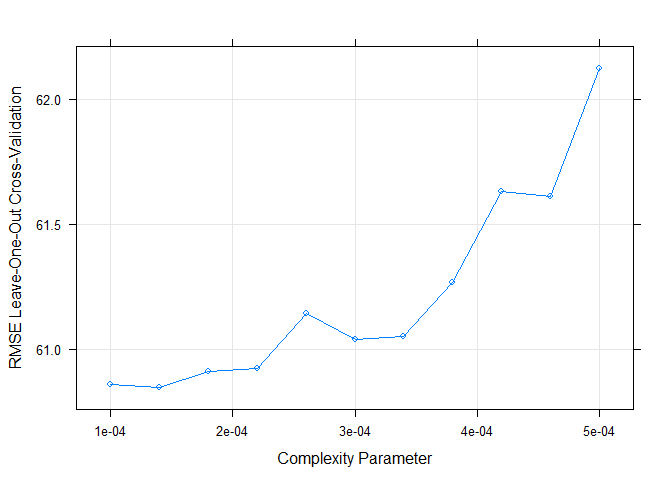 RMSE Leave-One-Out Cross-Validation
62.0
61.5
61.0
1e-04 2e-04 3e-04 4e-04 5e-04
Complexity Parameter